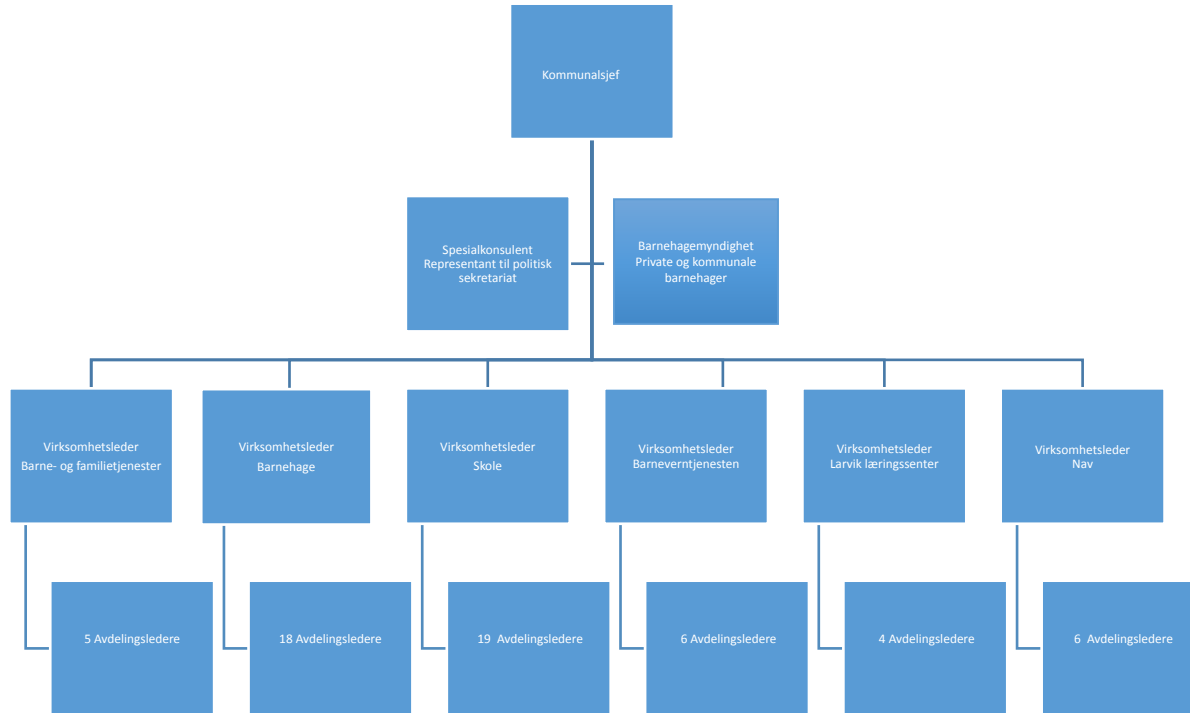 Kommunalsjef
Spesialkonsulent
Representant til politisk
sekretariat
Barnehagemyndighet
Private og kommunale
barnehager
Virksomhetsleder
Barne- og familietjenester
Virksomhetsleder
Barnehage
Virksomhetsleder
Skole
Virksomhetsleder
Barneverntjenesten
Virksomhetsleder
Larvik læringssenter
Virksomhetsleder
Nav
5 Avdelingsledere
18 Avdelingsledere
19 Avdelingsledere
6 Avdelingsledere
4 Avdelingsledere
6 Avdelingsledere